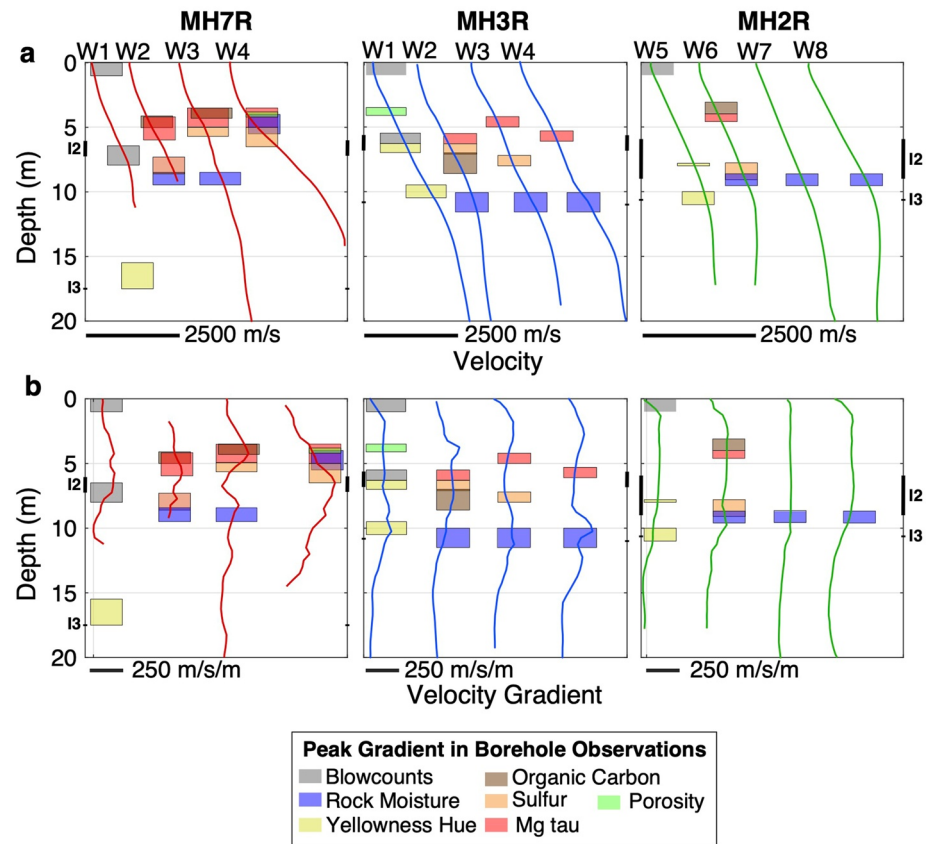 MH7R MH3R MH2R
a
W1 W2 W3 W4 W1 W2 W3 W4 W5 W6 W7 W8
0
5
10
15
20
Depth (m)
I2
I3
I2
I3
2500 m/s 2500 m/s 2500 m/s
Velocity
b
0
5
10
15
20
Depth (m)
I2
I3
I2
I3
250 m/s/m 250 m/s/m 250 m/s/m
Velocity Gradient
Peak Gradient in Borehole Observations
Blowcounts Organic Carbon
Rock Moisture Sulfur Porosity
Yellowness Hue Mg tau